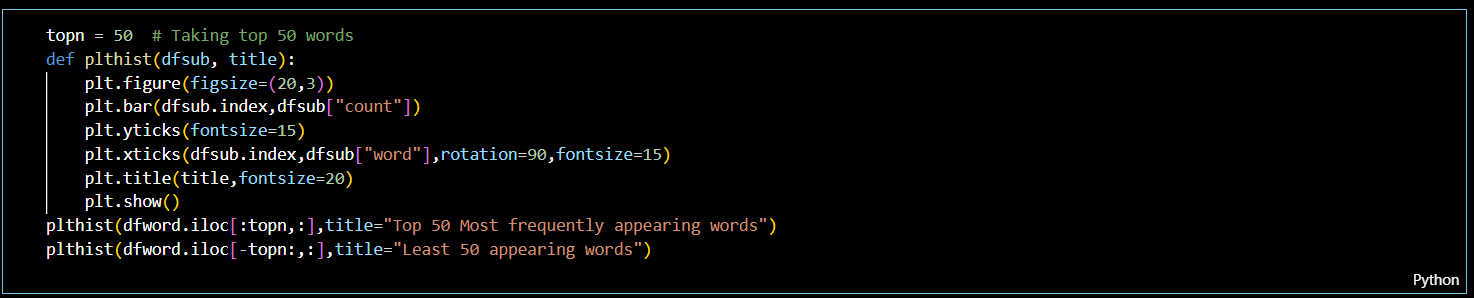 topn = 50  # Taking top 50 words
def plthist(dfsub, title):
    plt.figure(figsize=(20,3))
    plt.bar(dfsub.index,dfsub["count"])
    plt.yticks(fontsize=15)
    plt.xticks(dfsub.index,dfsub["word"],rotation=90,fontsize=15)
    plt.title(title,fontsize=20)
    plt.show()
plthist(dfword.iloc[:topn,:],title="Top 50 Most frequently appearing words")
plthist(dfword.iloc[-topn:,:],title="Least 50 appearing words")
Python